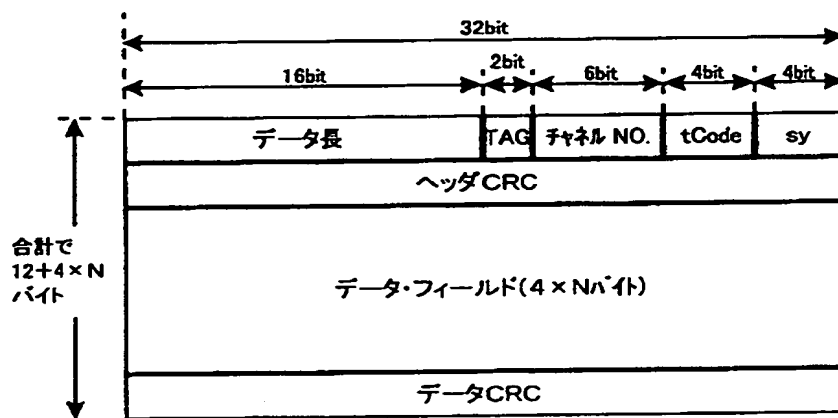 32bit
16bit
2bit
6bit
4bit
4bit
データ長
TAG
チャネル NO.
tCode
sy
ヘッダCRC
合計で
12+4×N
バイト
データ・フィールド(4×Nバイト)
データCRC